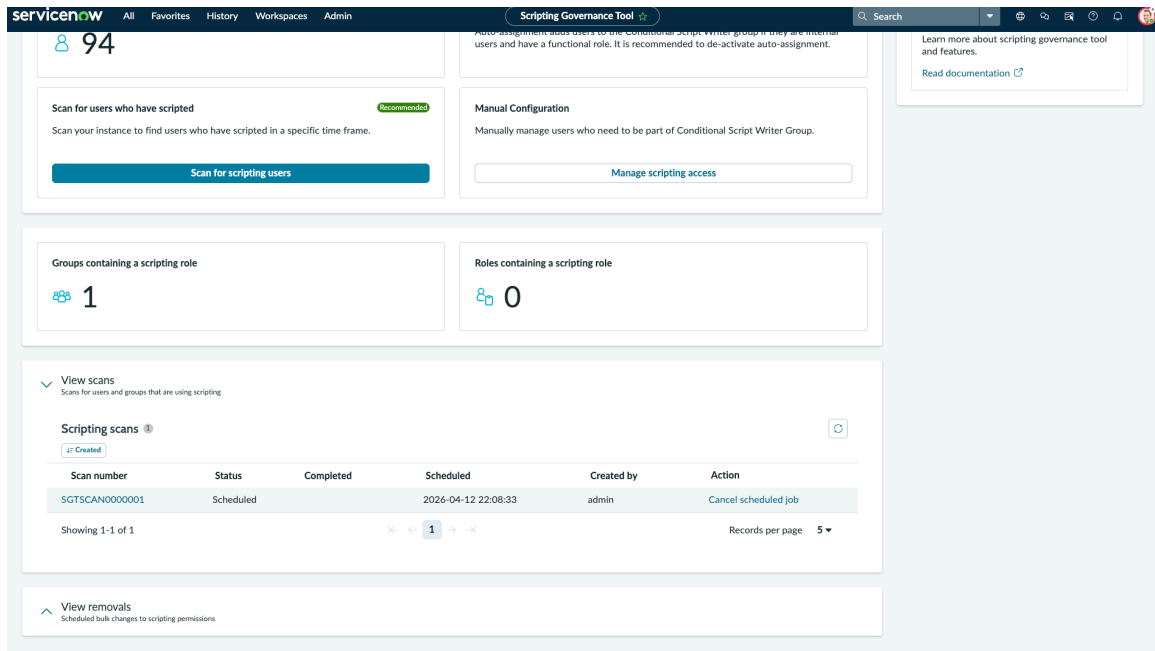 servicenow All Favorites History Workspaces Admin Scripting Governance Tool Search
94
Auto-assignment adds users to the Conditional Script Writer group if they are internal
users and have a functional role. It is recommended to de-activate auto-assignment.
Learn more about scripting governance tool
and features.
Read documentation
Scan for users who have scripted Recommended
Scan your instance to find users who have scripted in a specific time frame.
Scan for scripting users
Manual Configuration
Manually manage users who need to be part of Conditional Script Writer Group.
Manage scripting access
Groups containing a scripting role
1
Roles containing a scripting role
0
View scans
Scans for users and groups that are using scripting
Scripting scans 1
Created
Scan number Status Completed Scheduled Created by Action
SGTSCAN0000001 Scheduled 2026-04-12 22:08:33 admin Cancel scheduled job
Showing 1-1 of 1 1 Records per page 5
View removals
Scheduled bulk changes to scripting permissions